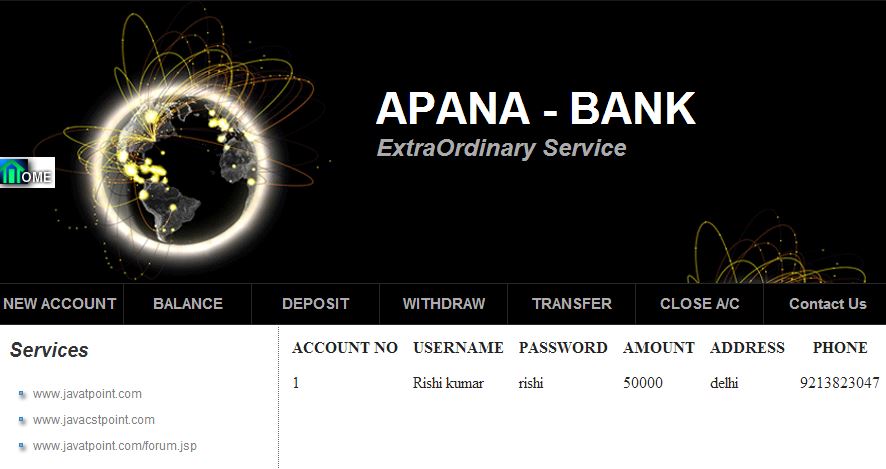 APANA - BANK
ExtraOrdinary Service
HOME
NEW ACCOUNT BALANCE DEPOSIT WITHDRAW TRANSFER CLOSE A/C Contact Us
Services
www.javatpoint.com
www.javacstpoint.com
www.javatpoint.com/forum.jsp
ACCOUNT NO USERNAME PASSWORD AMOUNT ADDRESS PHONE
1 Rishi kumar rishi 50000 delhi 9213823047